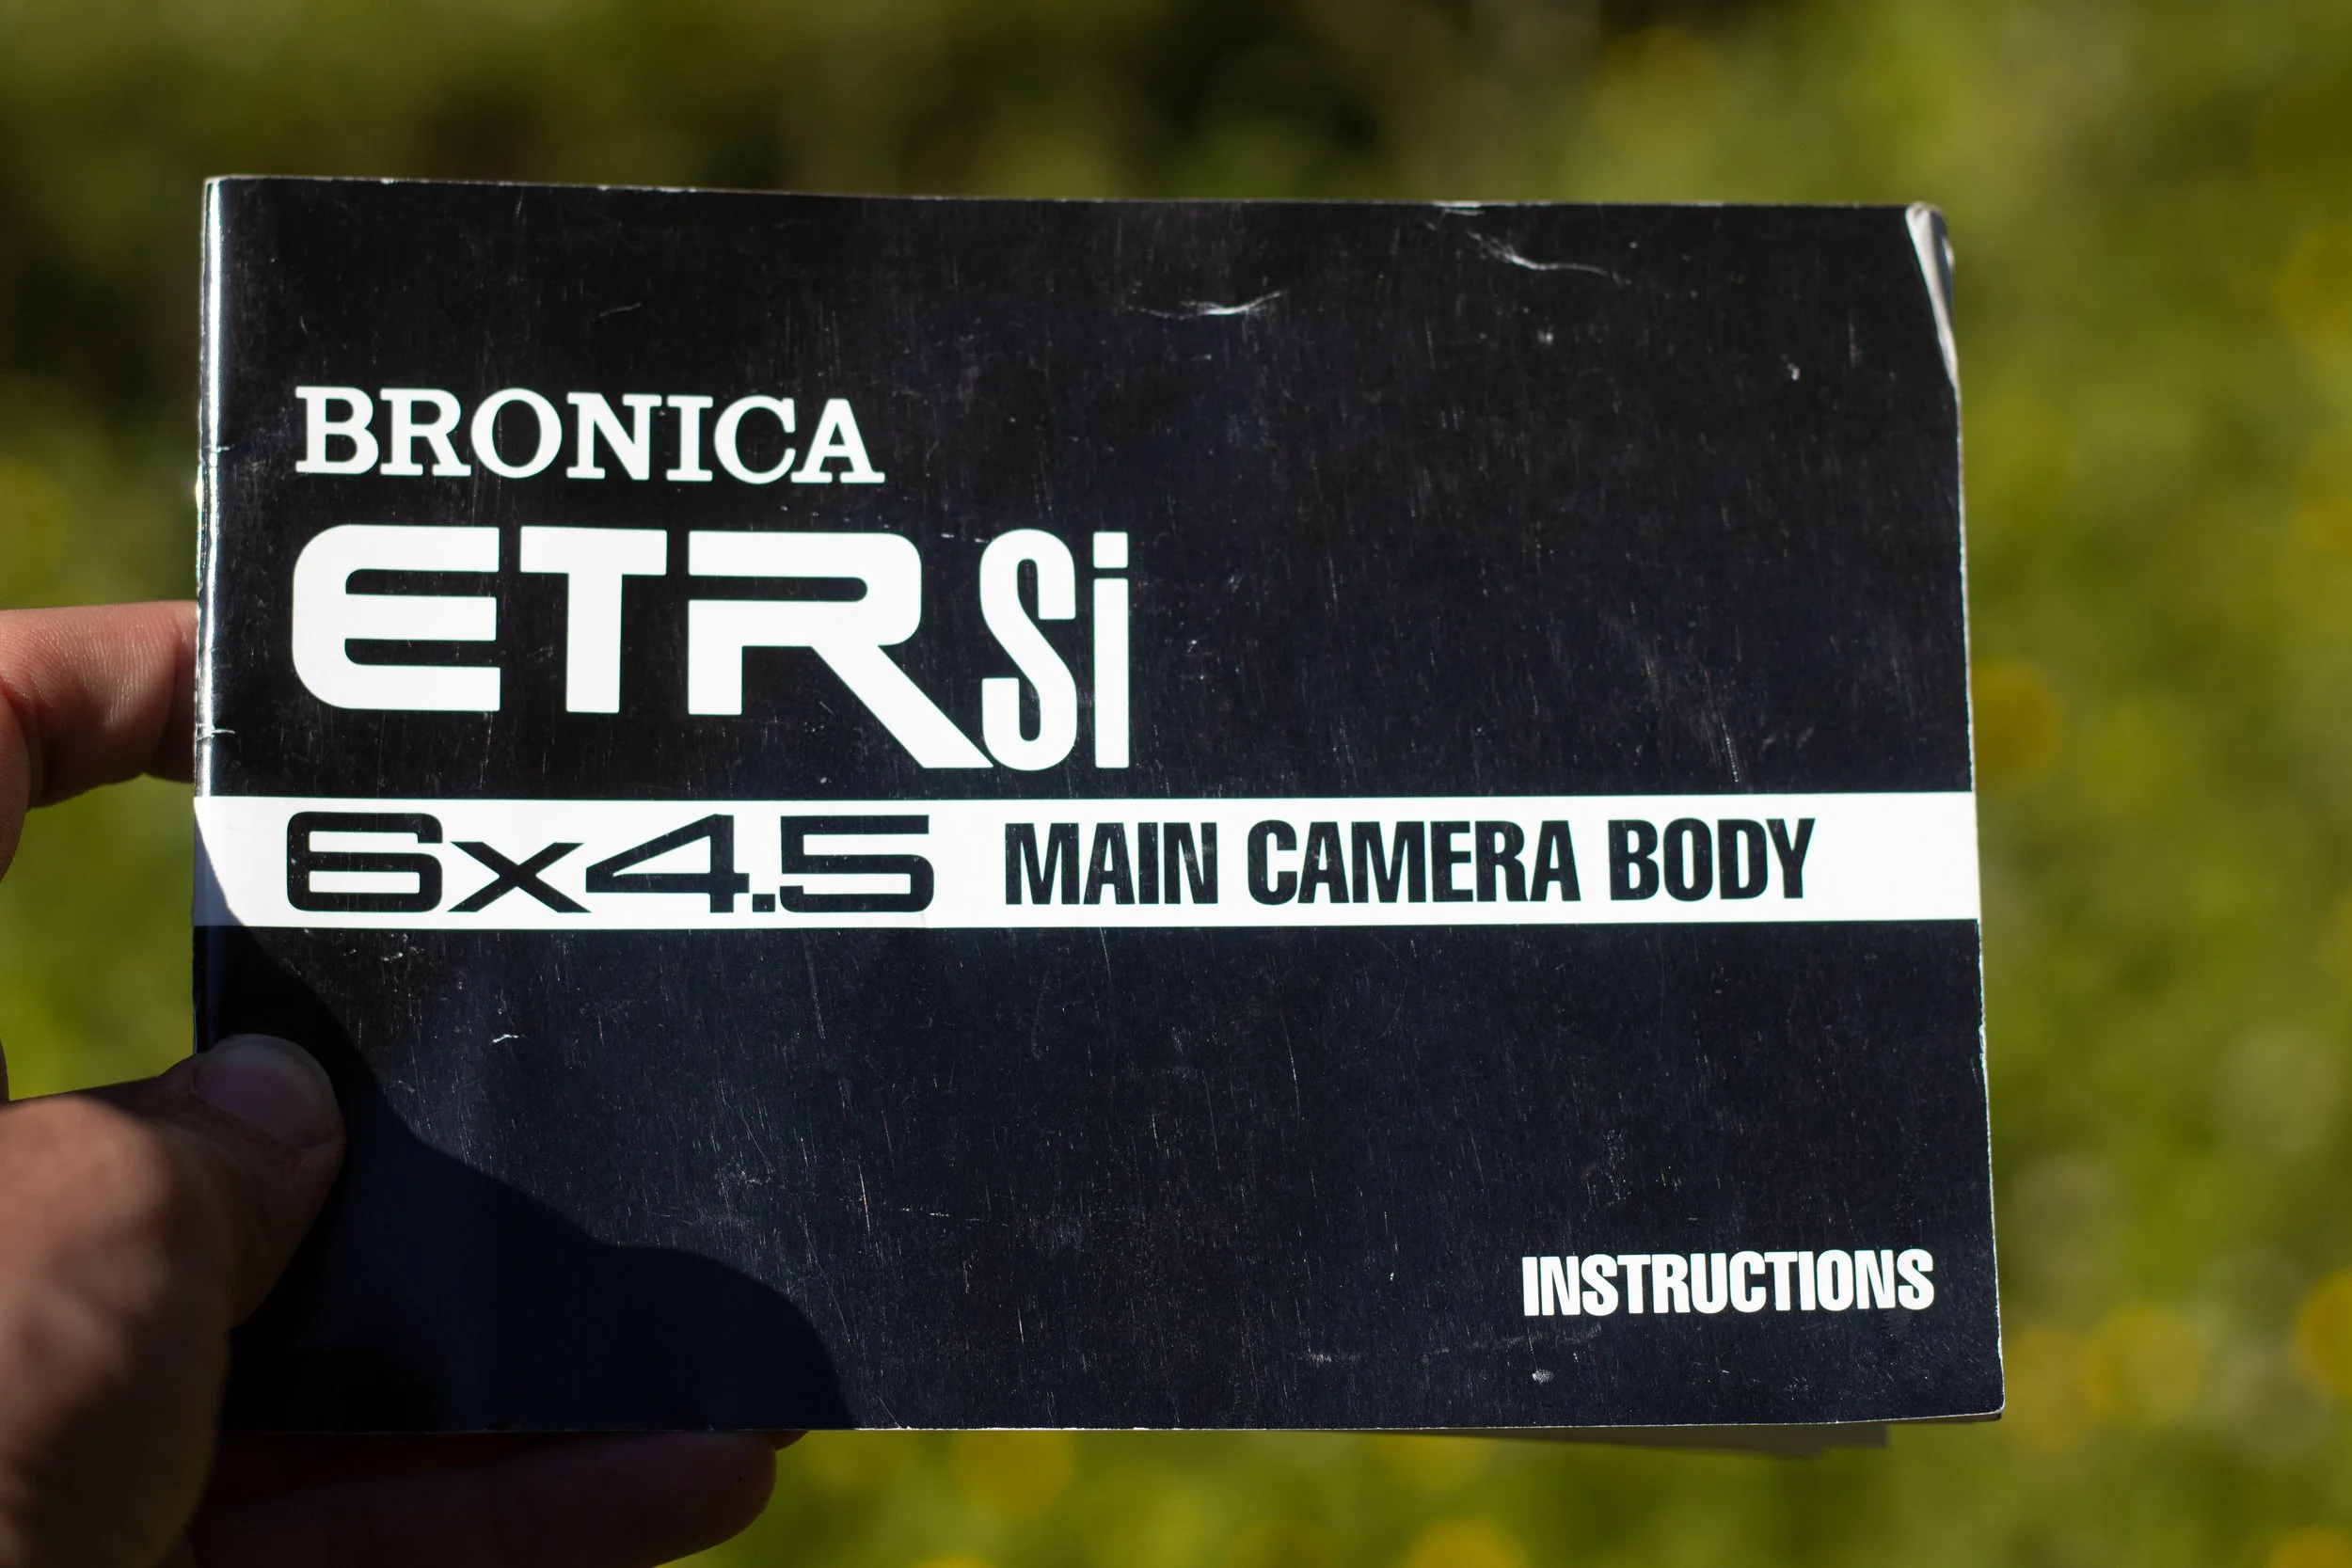 BRONICA
ETRSi
6x4.5 MAIN CAMERA BODY
INSTRUCTIONS